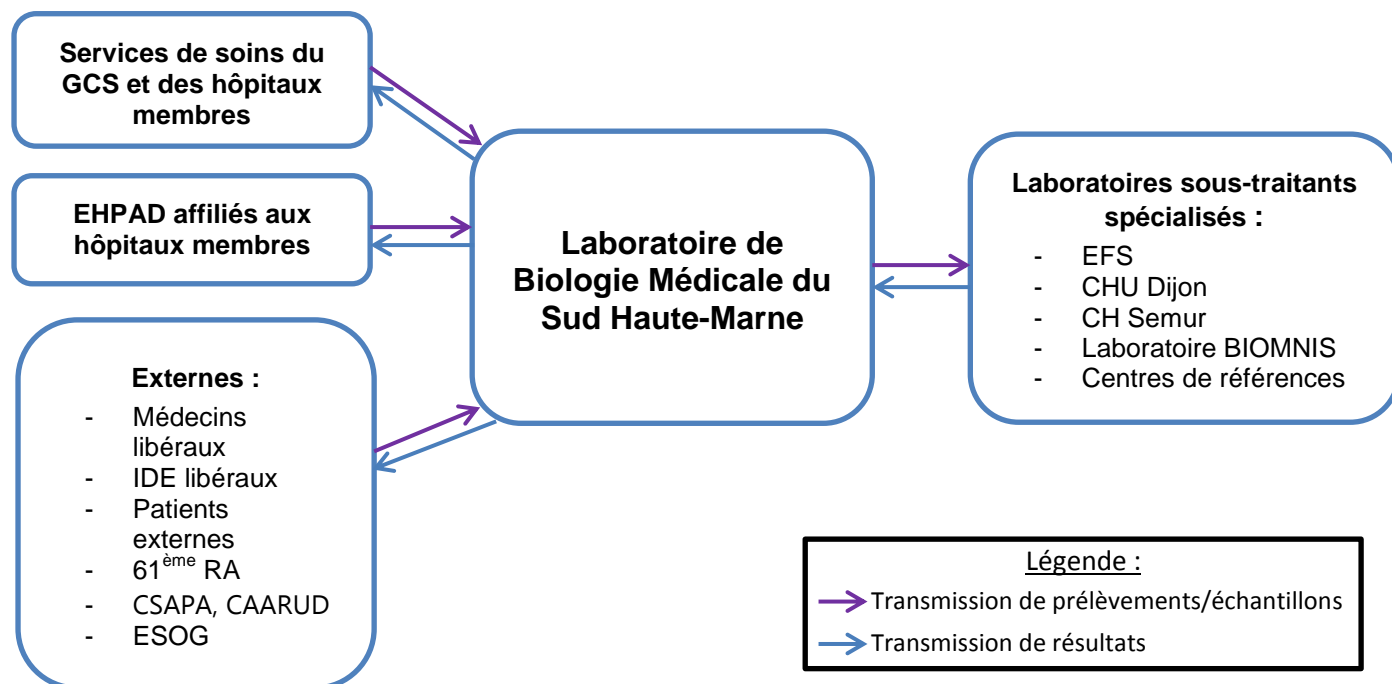 Services de soins du
GCS et des hôpitaux
membres
EHPAD affiliés aux
hôpitaux membres
Externes :
- Médecins
libéraux
- IDE libéraux
- Patients
externes
- 61ème RA
- CSAPA, CAARUD
- ESOG
Laboratoire de
Biologie Médicale du
Sud Haute-Marne
Laboratoires sous-traitants
spécialisés :
- EFS
- CHU Dijon
- CH Semur
- Laboratoire BIOMNIS
- Centres de références
Légende :
Transmission de prélèvements/échantillons
Transmission de résultats